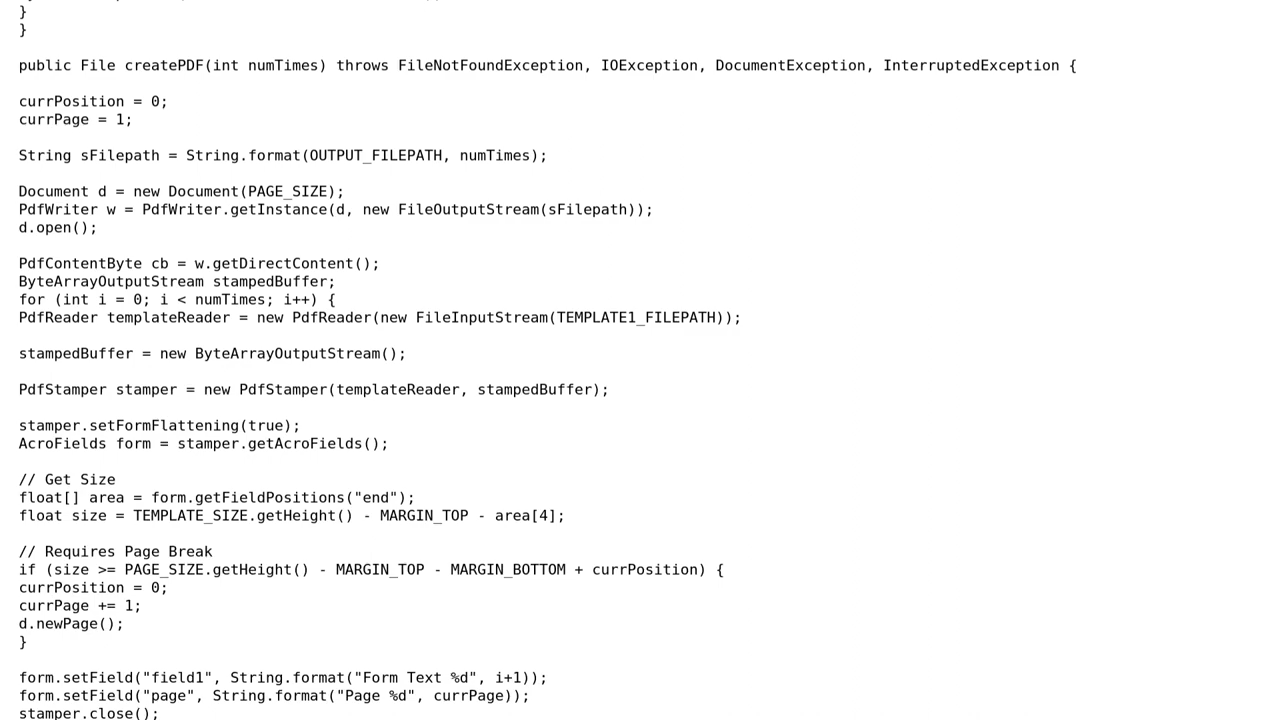 }
}
public File createPDF(int numTimes) throws FileNotFoundException, IOException, DocumentException, InterruptedException {
currPosition = 0;
currPage = 1;
String sFilepath = String.format(OUTPUT_FILEPATH, numTimes);
Document d = new Document(PAGE_SIZE);
PdfWriter w = PdfWriter.getInstance(d, new FileOutputStream(sFilepath));
d.open();
PdfContentByte cb = w.getDirectContent();
ByteArrayOutputStream stampedBuffer;
for (int i = 0; i < numTimes; i++) {
PdfReader templateReader = new PdfReader(new FileInputStream(TEMPLATE1_FILEPATH));
stampedBuffer = new ByteArrayOutputStream();
PdfStamper stamper = new PdfStamper(templateReader, stampedBuffer);
stamper.setFormFlattening(true);
AcroFields form = stamper.getAcroFields();
// Get Size
float[] area = form.getFieldPositions("end");
float size = TEMPLATE_SIZE.getHeight() - MARGIN_TOP - area[4];
// Requires Page Break
if (size >= PAGE_SIZE.getHeight() - MARGIN_TOP - MARGIN_BOTTOM + currPosition) {
currPosition = 0;
currPage += 1;
d.newPage();
}
form.setField("field1", String.format("Form Text %d", i+1));
form.setField("page", String.format("Page %d", currPage));
stamper.close();